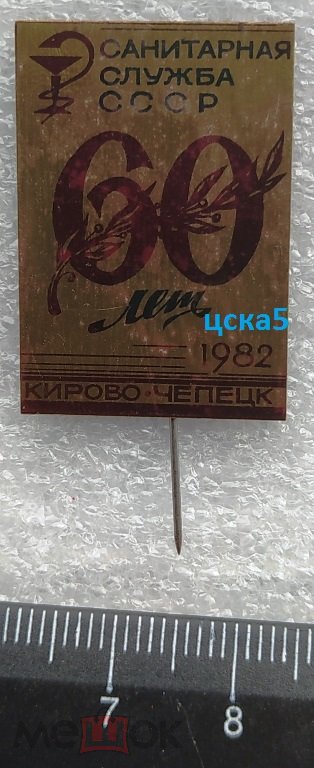 САНИТАРНАЯ
СЛУЖБА
СССР
60
лет
цска5
1982
КИРОВО·ЧЕПЕЦК
7 8
мешок